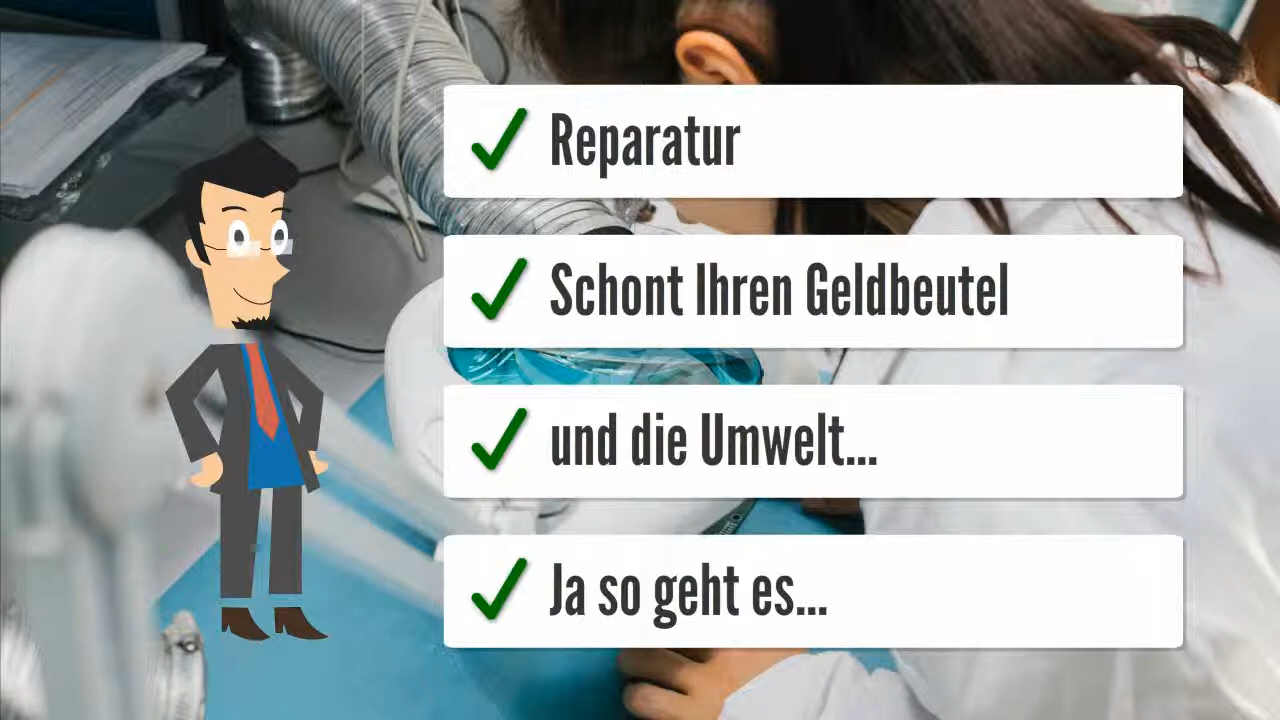 Reparatur
Schont Ihren Geldbeutel
und die Umwelt...
Ja so geht es...